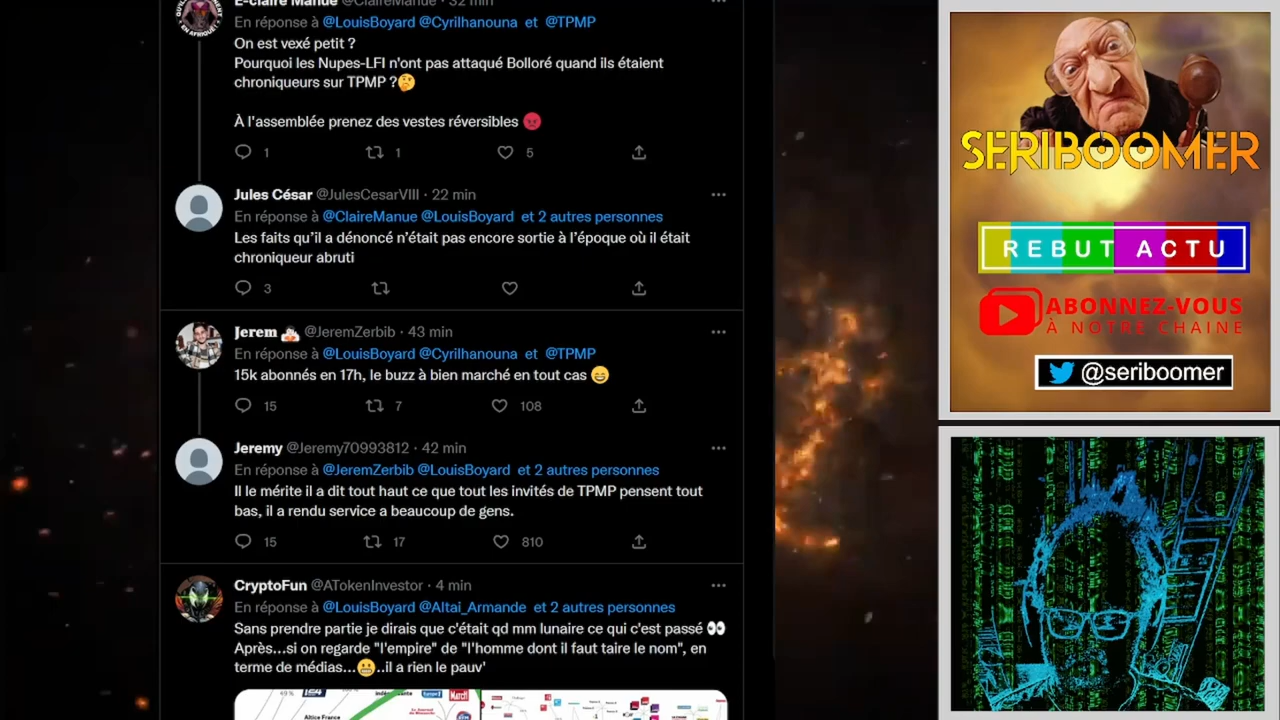 E-claire Manue @ClaireManue · 32 min
En réponse à @LouisBoyard @Cyrilhanouna et @TPMP
On est vexé petit ?
Pourquoi les Nupes-LFI n'ont pas attaqué Bolloré quand ils étaient
chroniqueurs sur TPMP ?🤔
À l'assemblée prenez des vestes réversibles 😡
1 1 5
Jules César @JulesCesarVIII · 22 min
En réponse à @ClaireManue @LouisBoyard et 2 autres personnes
Les faits qu'il a dénoncé n'était pas encore sortie à l'époque où il était
chroniqueur abruti
3
Jerem @JeremZerbib · 43 min
En réponse à @LouisBoyard @Cyrilhanouna et @TPMP
15k abonnés en 17h, le buzz à bien marché en tout cas 😄
15 7 108
Jeremy @Jeremy70993812 · 42 min
En réponse à @JeremZerbib @LouisBoyard et 2 autres personnes
Il le mérite il a dit tout haut ce que tout les invités de TPMP pensent tout
bas, il a rendu service a beaucoup de gens.
15 17 810
CryptoFun @ATokenInvestor · 4 min
En réponse à @LouisBoyard @Altai_Armande et 2 autres personnes
Sans prendre partie je dirais que c'était qd mm lunaire ce qui c'est passé 👀
Après...si on regarde "l'empire" de "l'homme dont il faut taire le nom", en
terme de médias...😬..il a rien le pauv'
Altice France
SERIBOOMER
REBUT ACTU
ABONNEZ-VOUS
À NOTRE CHAINE
@seriboomer